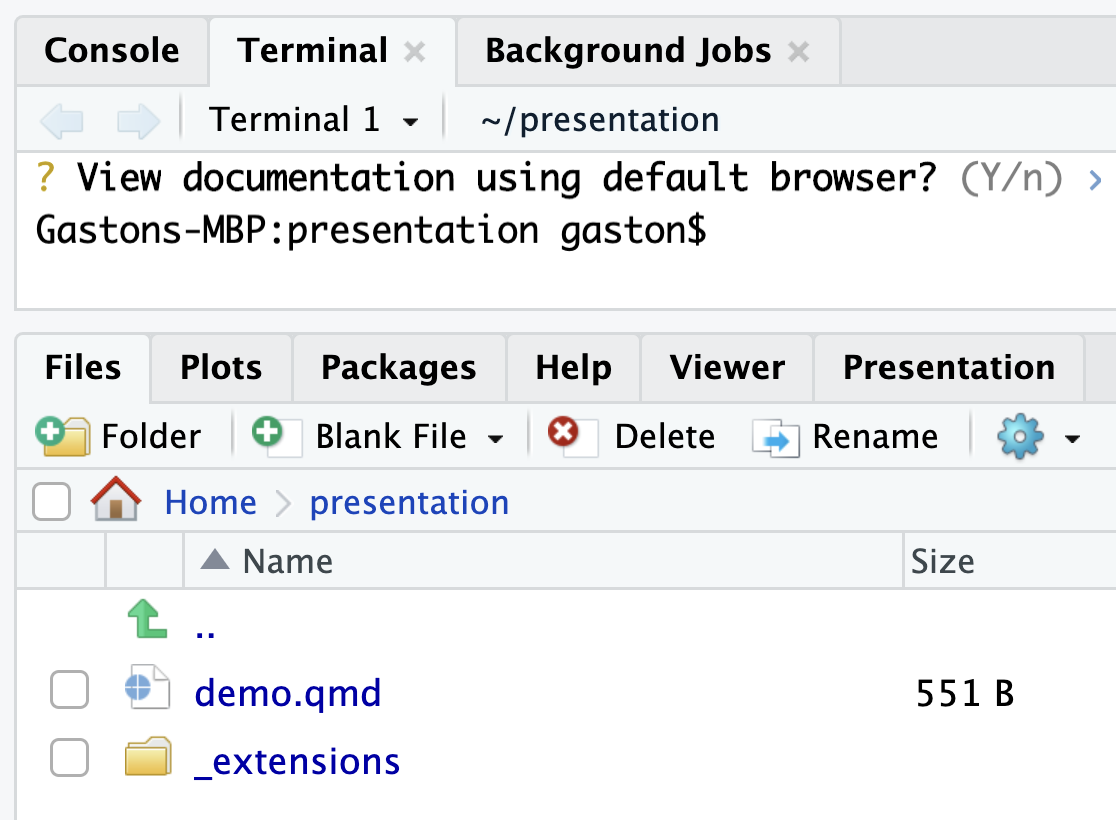 Console Terminal × Background Jobs ×
Terminal 1 ~/presentation
? View documentation using default browser? (Y/n) ›
Gastons-MBP:presentation gaston$
Files Plots Packages Help Viewer Presentation
Folder Blank File Delete Rename
Home presentation
Name Size
..
demo.qmd 551 B
_extensions